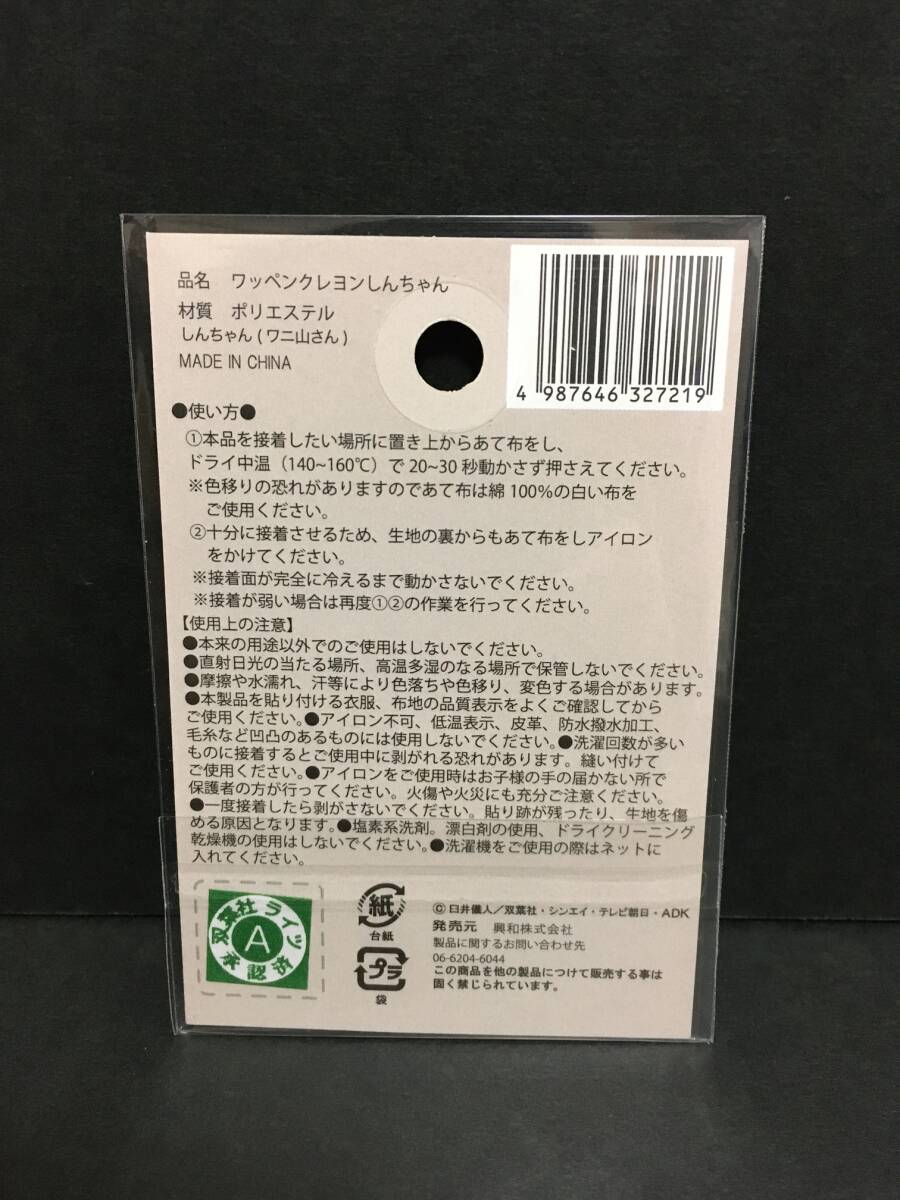 品名　ワッペンクレヨンしんちゃん
材質　ポリエステル
しんちゃん(ワニ山さん)
MADE IN CHINA
4 987646 327219
●使い方●
①本品を接着したい場所に置き上からあて布をし、
ドライ中温（140~160℃）で20~30秒動かさず押さえてください。
※色移りの恐れがありますのであて布は綿100％の白い布を
ご使用ください。
②十分に接着させるため、生地の裏からもあて布をしアイロン
をかけてください。
※接着面が完全に冷えるまで動かさないでください。
※接着が弱い場合は再度①②の作業を行ってください。
【使用上の注意】
●本来の用途以外でのご使用はしないでください。
●直射日光の当たる場所、高温多湿のなる場所で保管しないでください。
●摩擦や水濡れ、汗等により色落ちや色移り、変色する場合があります。
●本製品を貼り付ける衣服、布地の品質表示をよくご確認してから
ご使用ください。●アイロン不可、低温表示、皮革、防水撥水加工、
毛糸など凹凸のあるものには使用しないでください。●洗濯回数が多い
ものに接着するとご使用中に剥がれる恐れがあります。縫い付けて
ご使用ください。●アイロンをご使用時はお子様の手の届かない所で
保護者の方が行ってください。火傷や火災にも充分ご注意ください。
●一度接着したら剥がさないでください。貼り跡が残ったり、生地を傷
める原因となります。●塩素系洗剤。漂白剤の使用、ドライクリーニング
乾燥機の使用はしないでください。●洗濯機をご使用の際はネットに
入れてください。
双葉社ライツ
A
承認済
紙
台紙
プラ
袋
©臼井儀人／双葉社・シンエイ・テレビ朝日・ADK
発売元　興和株式会社
製品に関するお問い合わせ先
06-6204-6044
この商品を他の製品につけて販売する事は
固く禁じられています。